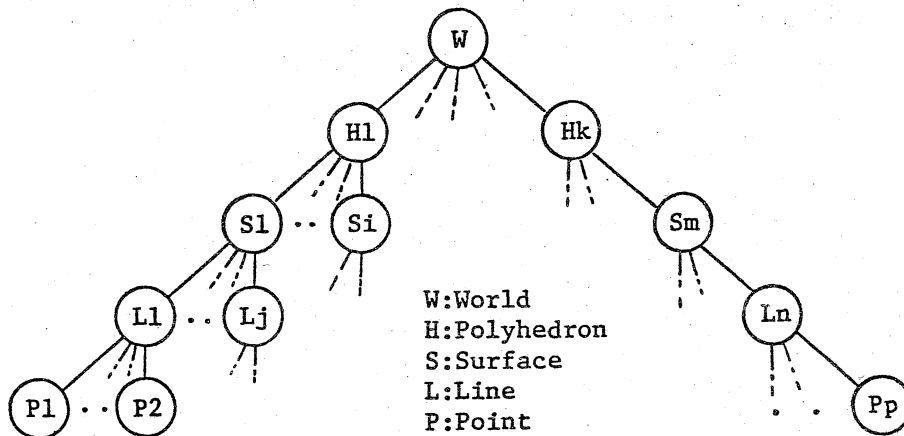 W
H1 Hk
S1 ·· Si Sm
L1 ·· Lj Ln
P1 ·· P2 Pp
W:World
H:Polyhedron
S:Surface
L:Line
P:Point